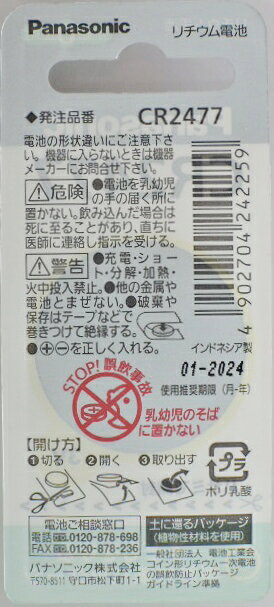 Panasonic
リチウム電池
◆発注品番 CR2477
電池の形状違いにご注意下
さい。機器に入らないときは機器
メーカーにお問合せ下さい。
⚠危険 ●電池を乳幼児
の手の届く所に
置かない。飲み込んだ場合は
死に至ることがあり、直ちに
医師に連絡し指示を受ける。
⚠警告 ●充電・ショー
ト・分解・加熱・
火中投入禁止。●他の金属や
電池とまぜない。●破棄や
保存はテープなどで
巻きつけて絶縁する。
●⊕⊖を正しく入れる。
4 902704 242259
インドネシア製
01-2024
使用推奨期限 (月-年)
STOP! 誤飲事故
乳幼児のそば
に置かない
【開け方】
①切る ②開く ③取り出す
プラ
ポリ乳酸
電池ご相談窓口
電話 0120-878-698
FAX 0120-878-236
パナソニック株式会社
〒570-8511 守口市松下町1-1
土に還るパッケージ
(植物性材料を使用)
一般社団法人 電池工業会
コイン形リチウム一次電池
の誤飲防止パッケージ
ガイドライン準拠